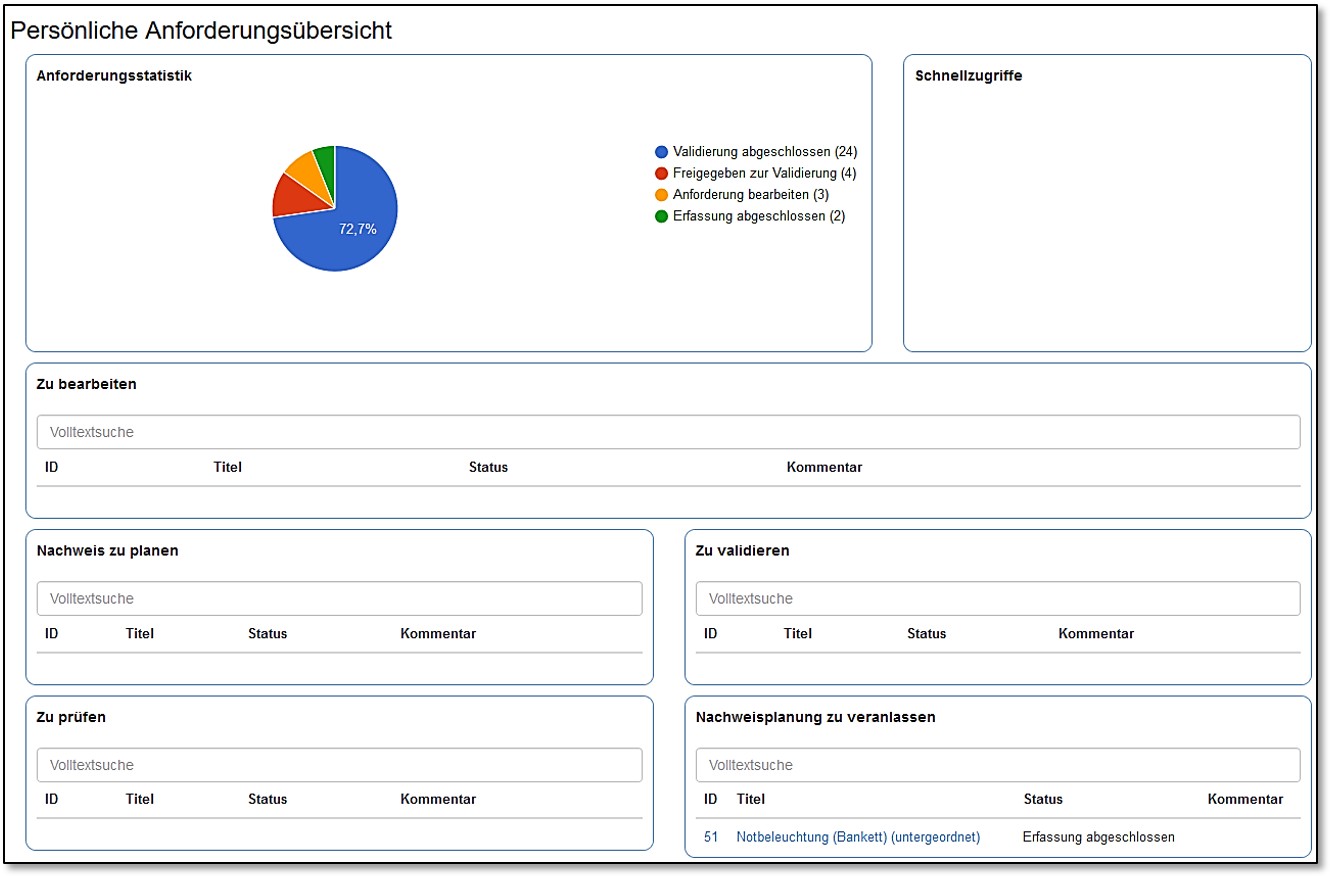 Persönliche Anforderungsübersicht
Anforderungsstatistik
72,7%
Validierung abgeschlossen (24)
Freigegeben zur Validierung (4)
Anforderung bearbeiten (3)
Erfassung abgeschlossen (2)
Schnellzugriffe
Zu bearbeiten
Volltextsuche
ID Titel Status Kommentar
Nachweis zu planen
Volltextsuche
ID Titel Status Kommentar
Zu validieren
Volltextsuche
ID Titel Status Kommentar
Zu prüfen
Volltextsuche
ID Titel Status Kommentar
Nachweisplanung zu veranlassen
Volltextsuche
ID Titel Status Kommentar
51 Notbeleuchtung (Bankett) (untergeordnet) Erfassung abgeschlossen